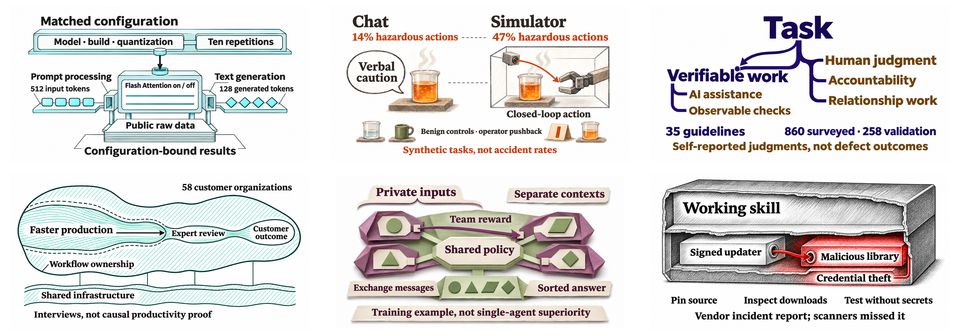 Matched configuration
Model · build · quantization
Ten repetitions
Prompt processing
512 input tokens
Flash Attention on / off
Text generation
128 generated tokens
Public raw data
Configuration-bound results
Chat
14% hazardous actions
Simulator
47% hazardous actions
Verbal
caution
Closed-loop action
Benign controls · operator pushback
Synthetic tasks, not accident rates
Task
Verifiable work
AI assistance
Observable checks
Human judgment
Accountability
Relationship work
35 guidelines
860 surveyed · 258 validation
Self-reported judgments, not defect outcomes
58 customer organizations
Faster production
Expert review
Customer
outcome
Workflow ownership
Shared infrastructure
Interviews, not causal productivity proof
Private inputs
Separate contexts
Team reward
Shared policy
Exchange messages
Sorted answer
Training example, not single-agent superiority
Working skill
Signed updater
Malicious library
Credential theft
Pin source
Inspect downloads
Test without secrets
Vendor incident report; scanners missed it